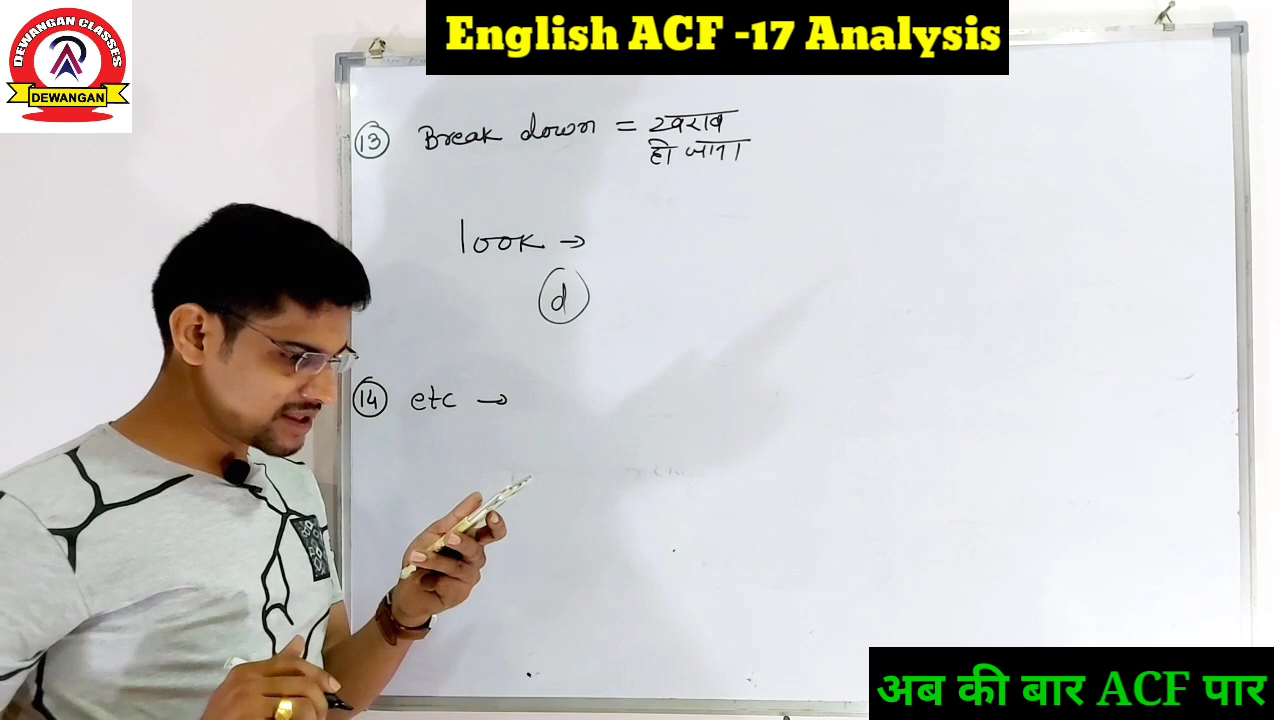 DEWANGAN CLASSES
DEWANGAN
English ACF -17 Analysis
13 Break down = खराब
हो जाना
look →
d
14 etc →
अब की बार ACF पार